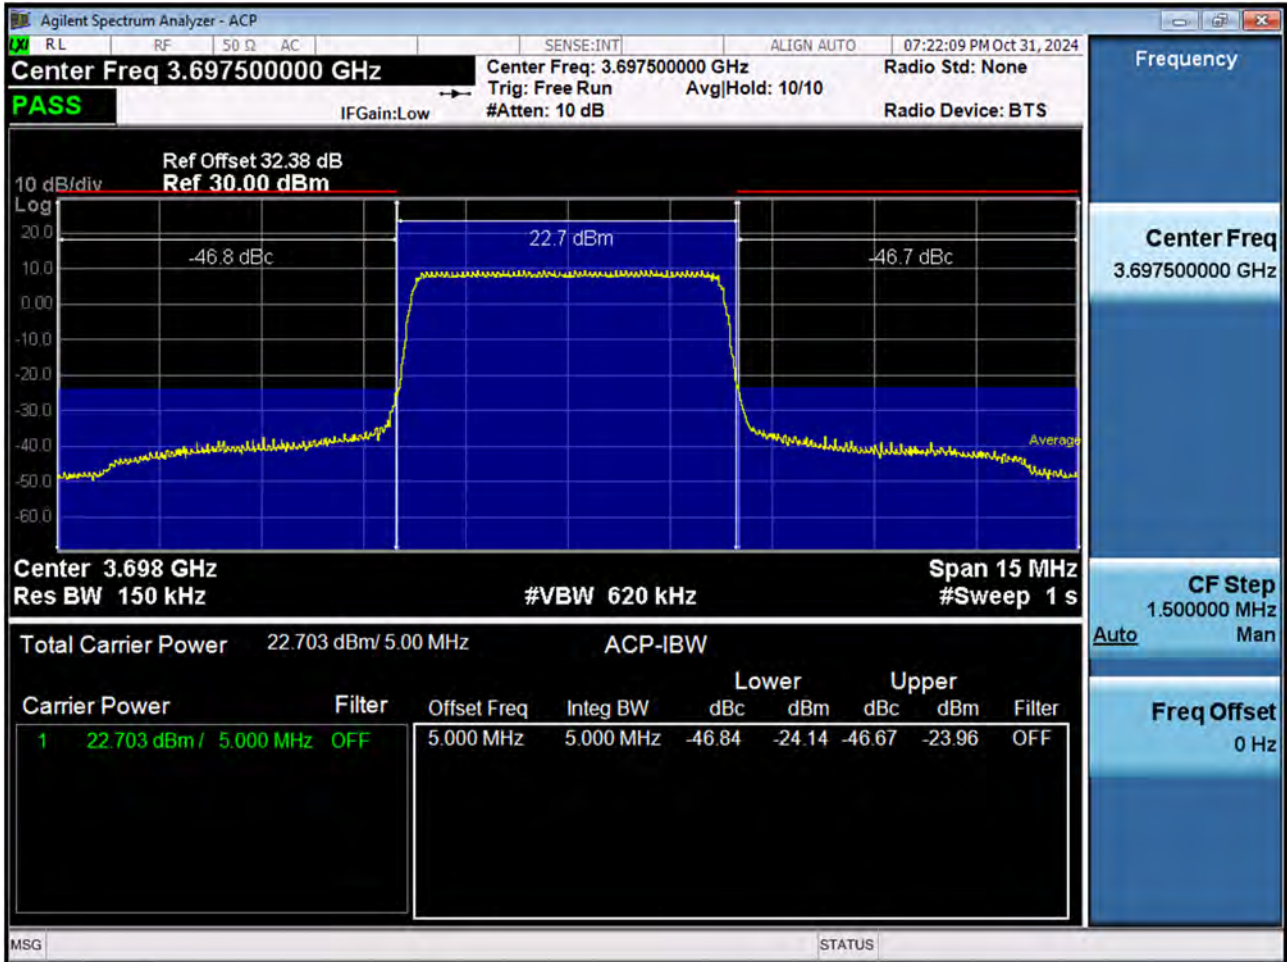 Agilent Spectrum Analyzer - ACP
LXI RL RF 50 Ω AC SENSE:INT ALIGN AUTO 07:22:09 PM Oct 31, 2024
Center Freq 3.697500000 GHz
Center Freq: 3.697500000 GHz Radio Std: None
Trig: Free Run Avg|Hold: 10/10
PASS
IFGain:Low #Atten: 10 dB Radio Device: BTS
Ref Offset 32.38 dB
10 dB/div Ref 30.00 dBm
Log
20.0
10.0
0.00
-10.0
-20.0
-30.0
-40.0
-50.0
-60.0
-46.8 dBc
22.7 dBm
-46.7 dBc
Average
Center 3.698 GHz Span 15 MHz
Res BW 150 kHz #VBW 620 kHz #Sweep 1 s
Total Carrier Power 22.703 dBm/ 5.00 MHz ACP-IBW
Lower Upper
Carrier Power Filter Offset Freq Integ BW dBc dBm dBc dBm Filter
1 22.703 dBm / 5.000 MHz OFF 5.000 MHz 5.000 MHz -46.84 -24.14 -46.67 -23.96 OFF
MSG STATUS
Frequency
Center Freq
3.697500000 GHz
CF Step
1.500000 MHz
Auto Man
Freq Offset
0 Hz